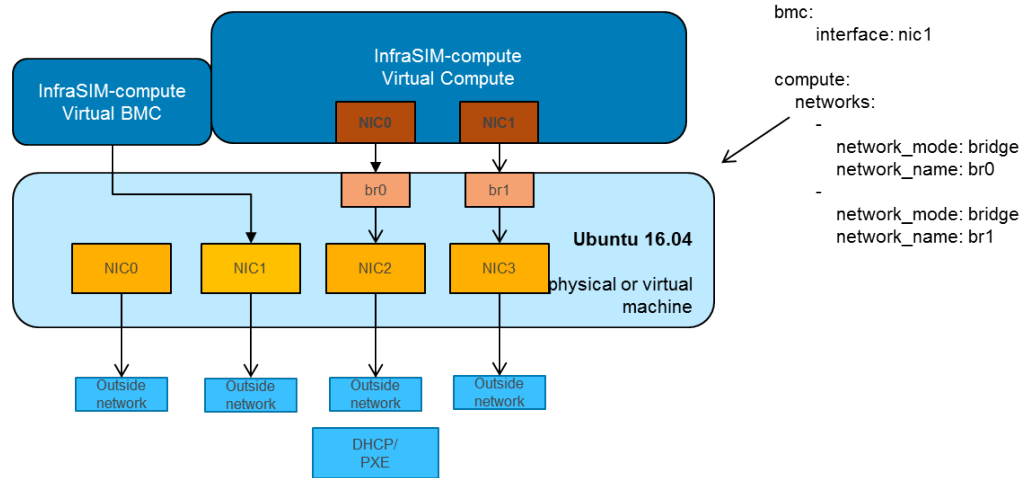 InfraSIM-compute
Virtual BMC
InfraSIM-compute
Virtual Compute
NIC0
NIC1
br0
br1
Ubuntu 16.04
physical or virtual
machine
NIC0
NIC1
NIC2
NIC3
Outside
network
Outside
network
Outside
network
Outside
network
DHCP/
PXE
bmc:
interface: nic1
compute:
networks:
-
network_mode: bridge
network_name: br0
-
network_mode: bridge
network_name: br1